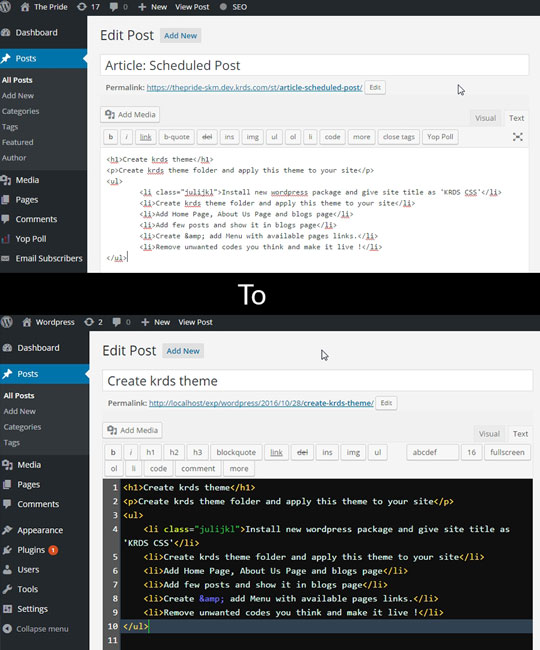 The Pride 17 0 New View Post SEO
Dashboard
Edit Post Add New
Posts
Article: Scheduled Post
All Posts
Add New
Categories
Tags
Featured
Author
Permalink: https://thepride-skm.dev.krds.com/st/article-scheduled-post/ Edit
Add Media
Visual Text
b i link b-quote del ins img ul ol li code more close tags Yop Poll
Media
Pages
Comments
Yop Poll
Email Subscribers
<h1>Create krds theme</h1>
<p>Create krds theme folder and apply this theme to your site</p>
<ul>
<li class="julijkl">Install new wordpress package and give site title as 'KRDS CSS'</li>
<li>Create krds theme folder and apply this theme to your site</li>
<li>Add Home Page, About Us Page and blogs page</li>
<li>Add few posts and show it in blogs page</li>
<li>Create &amp; add Menu with available pages links.</li>
<li>Remove unwanted codes you think and make it live !</li>
</ul>
To
Wordpress 2 0 New View Post
Dashboard
Edit Post Add New
Posts
Create krds theme
All Posts
Add New
Categories
Tags
Permalink: http://localhost/exp/wordpress/2016/10/28/create-krds-theme/ Edit
Add Media
Visual Text
b i h1 h2 h3 blockquote link del ins img ul abcdef 16 fullscreen
ol li code comment more
Media
Pages
Comments
Appearance
Plugins 1
Users
Tools
Settings
Collapse menu
1 <h1>Create krds theme</h1>
2 <p>Create krds theme folder and apply this theme to your site</p>
3 <ul>
4 <li class="julijkl">Install new wordpress package and give site title as
'KRDS CSS'</li>
5 <li>Create krds theme folder and apply this theme to your site</li>
6 <li>Add Home Page, About Us Page and blogs page</li>
7 <li>Add few posts and show it in blogs page</li>
8 <li>Create &amp; add Menu with available pages links.</li>
9 <li>Remove unwanted codes you think and make it live !</li>
10 </ul>
11